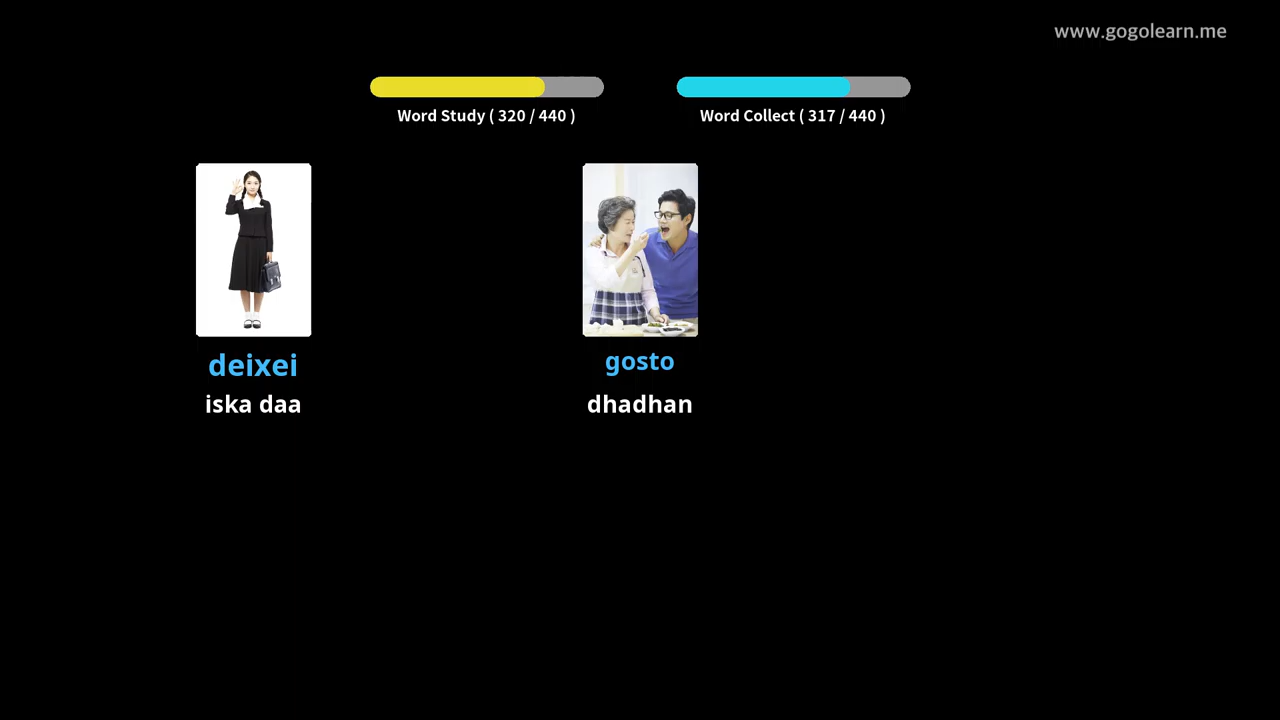 www.gogolearn.me
Word Study ( 320 / 440 )
Word Collect ( 317 / 440 )
deixei
iska daa
gosto
dhadhan